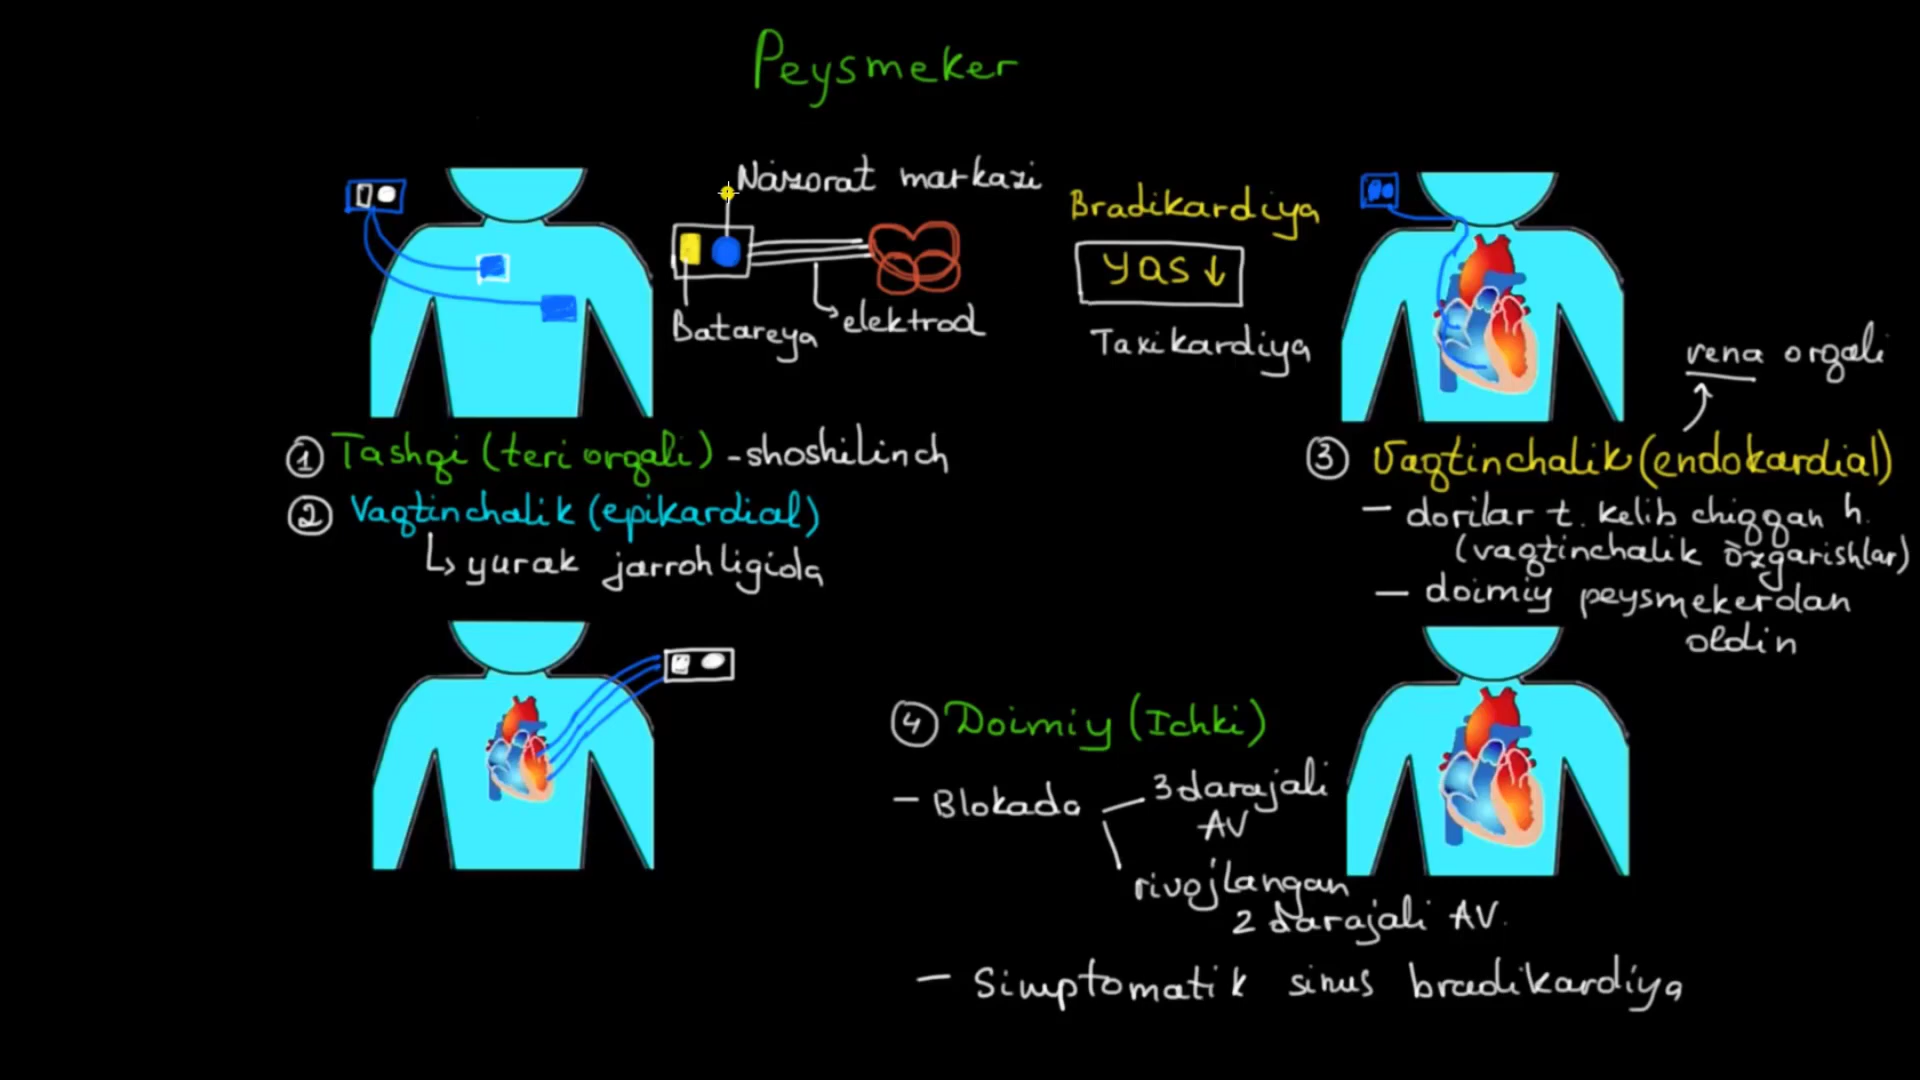 Peysmeker
Nazorat markazi
Batareya
elektrod
Bradikardiya
YQS ↓
Taxikardiya
① Tashqi (teri orqali) - shoshilinch
② Vaqtinchalik (epikardial)
↳ yurak jarrohligida
vena orqali
③ Vaqtinchalik (endokardial)
- dorilar t. kelib chiqqan h.
(vaqtinchalik özgarishlar)
- doimiy peysmekerdan
oldin
④ Doimiy (Ichki)
- Blokada
3 darajali
AV
rivojlangan
2 darajali AV.
- Simptomatik sinus bradikardiya